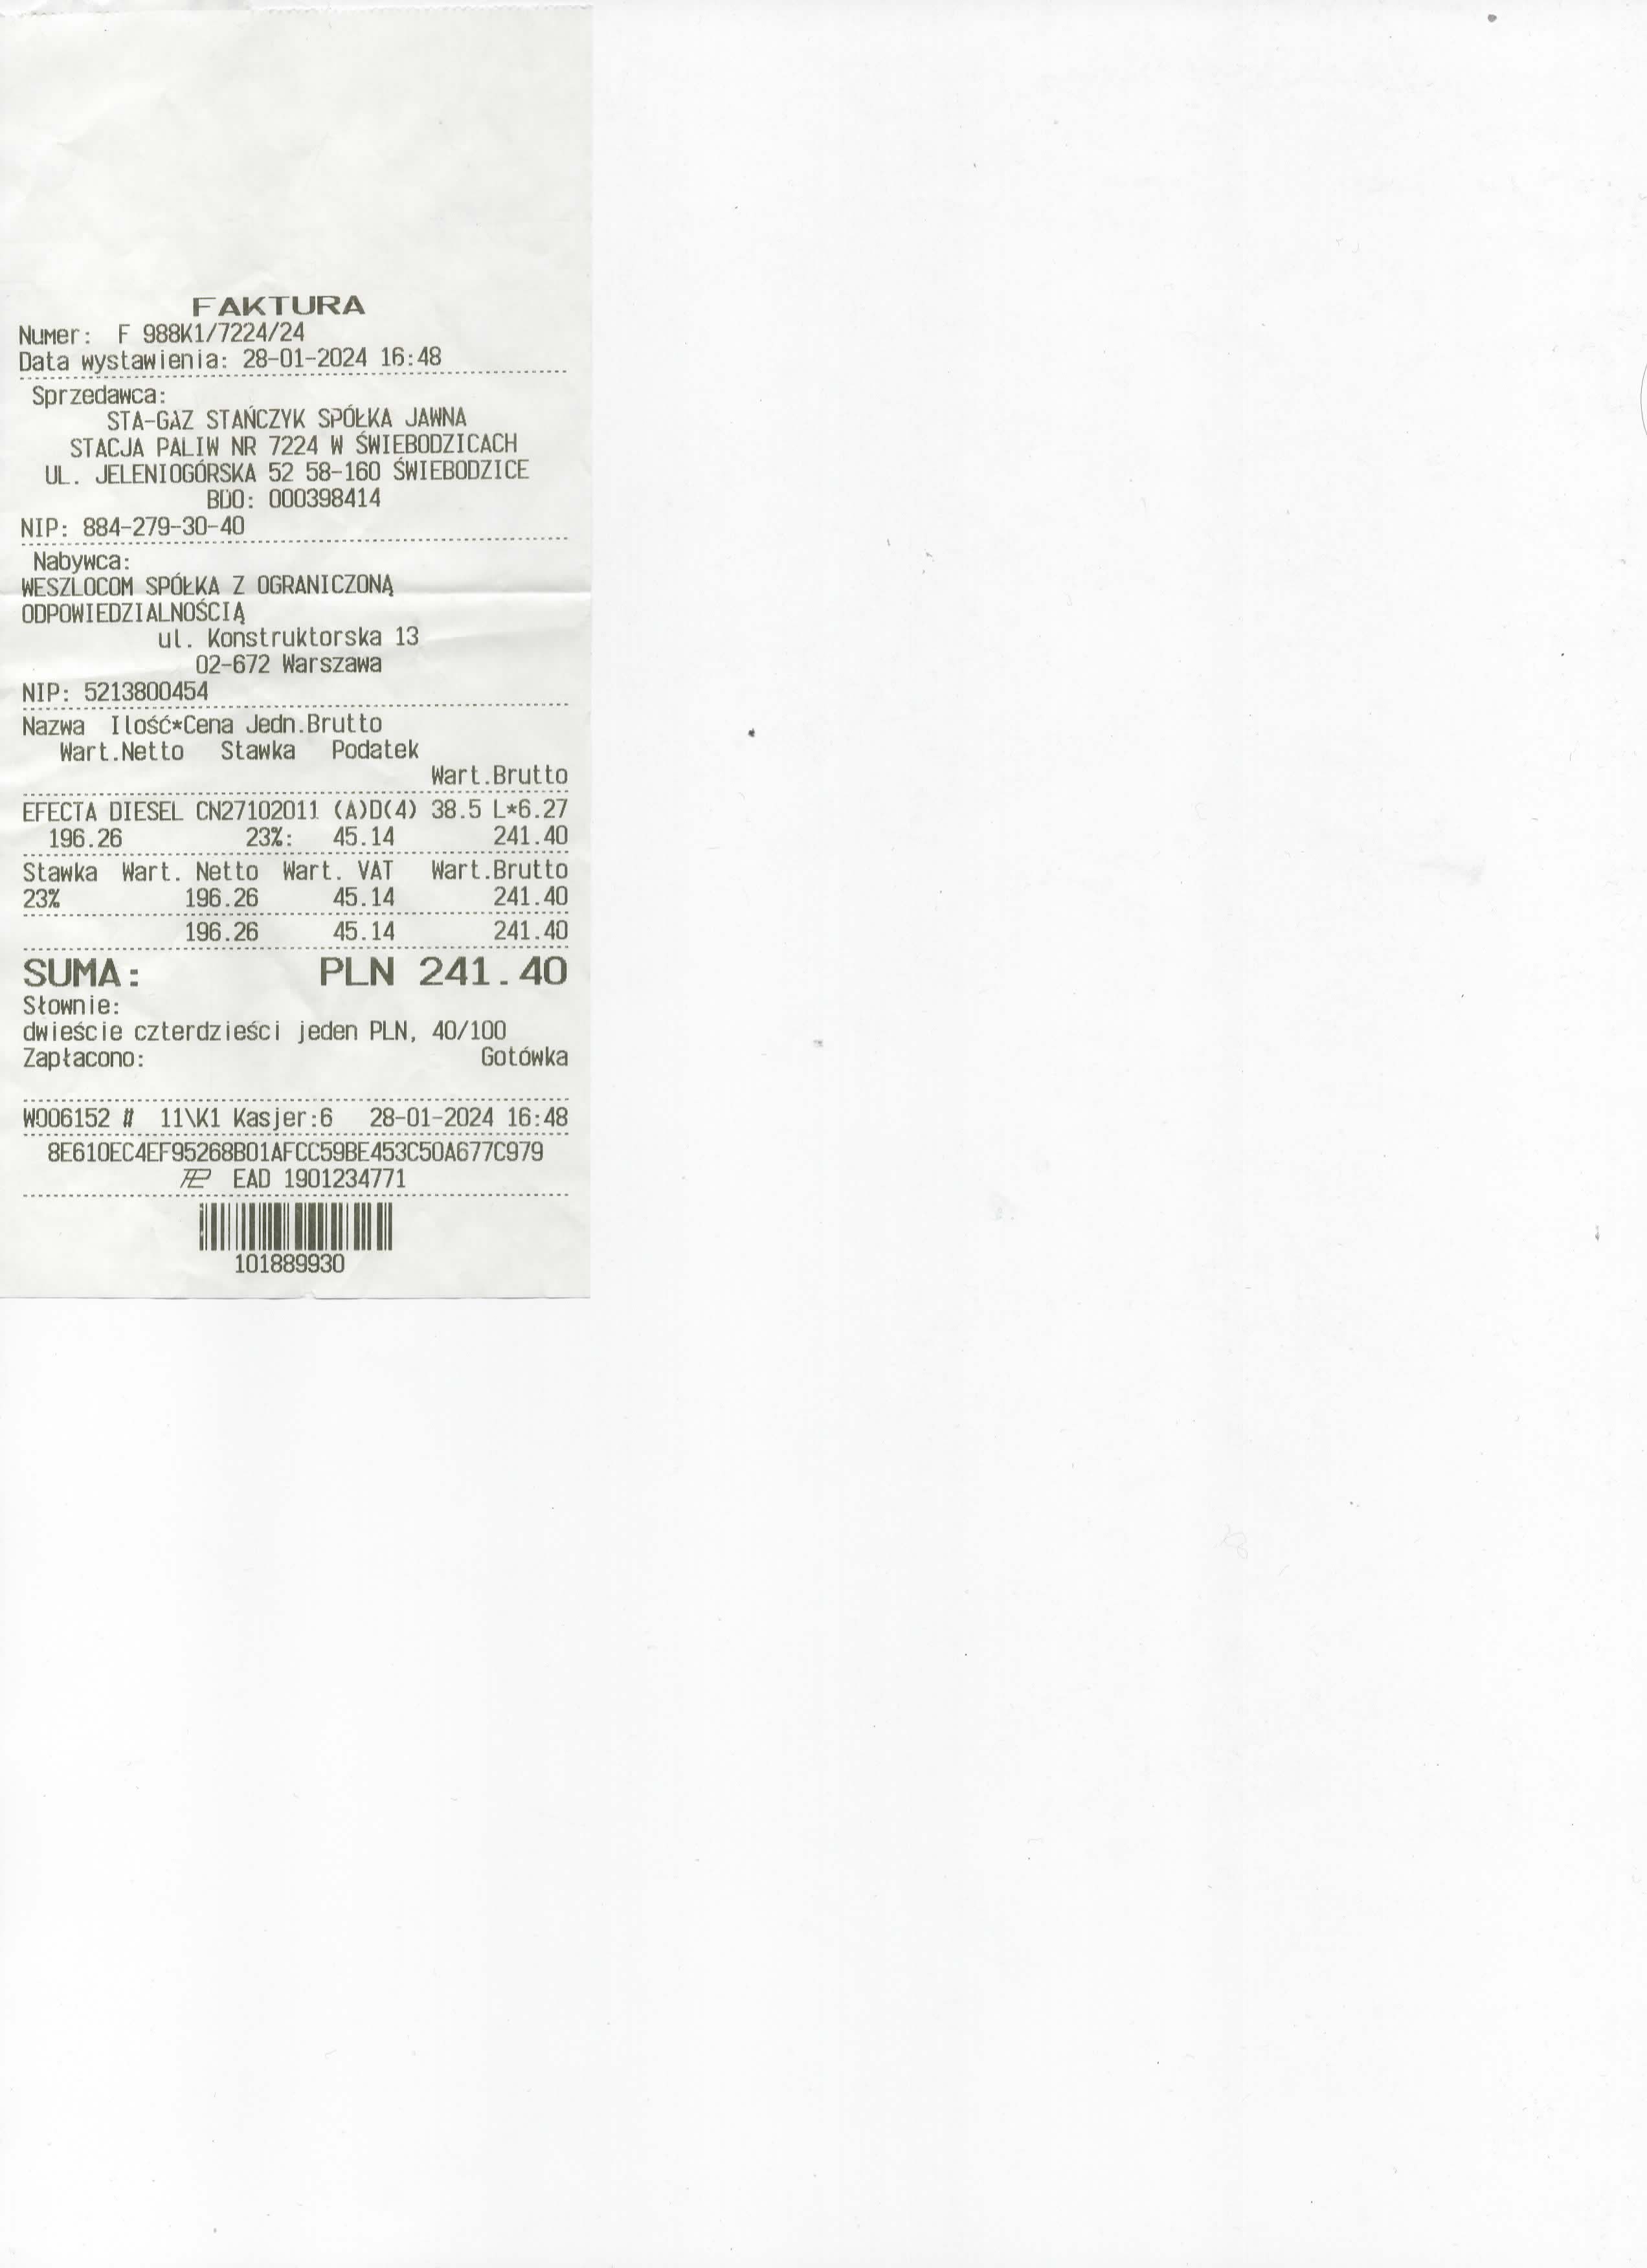 FAKTURA
Numer: F 988K1/7224/24
Data wystawienia: 28-01-2024 16:48
Sprzedawca:
STA-GAZ STAŃCZYK SPÓŁKA JAWNA
STACJA PALIW NR 7224 W ŚWIEBODZICACH
UL. JELENIOGÓRSKA 52 58-160 ŚWIEBODZICE
BDO: 000398414
NIP: 884-279-30-40
Nabywca:
WESZLOCOM SPÓŁKA Z OGRANICZONĄ
ODPOWIEDZIALNOŚCIĄ
ul. Konstruktorska 13
02-672 Warszawa
NIP: 5213800454
Nazwa Ilość*Cena Jedn.Brutto
Wart.Netto Stawka Podatek
Wart.Brutto
EFECTA DIESEL CN27102011 (A)D(4) 38.5 L*6.27
196.26 23%: 45.14 241.40
Stawka Wart. Netto Wart. VAT Wart.Brutto
23% 196.26 45.14 241.40
196.26 45.14 241.40
SUMA: PLN 241.40
Słownie:
dwieście czterdzieści jeden PLN, 40/100
Zapłacono: Gotówka
W006152 # 11\K1 Kasjer:6 28-01-2024 16:48
8E610EC4EF95268B01AFCC59BE453C50A677C979
EAD 1901234771
101889930